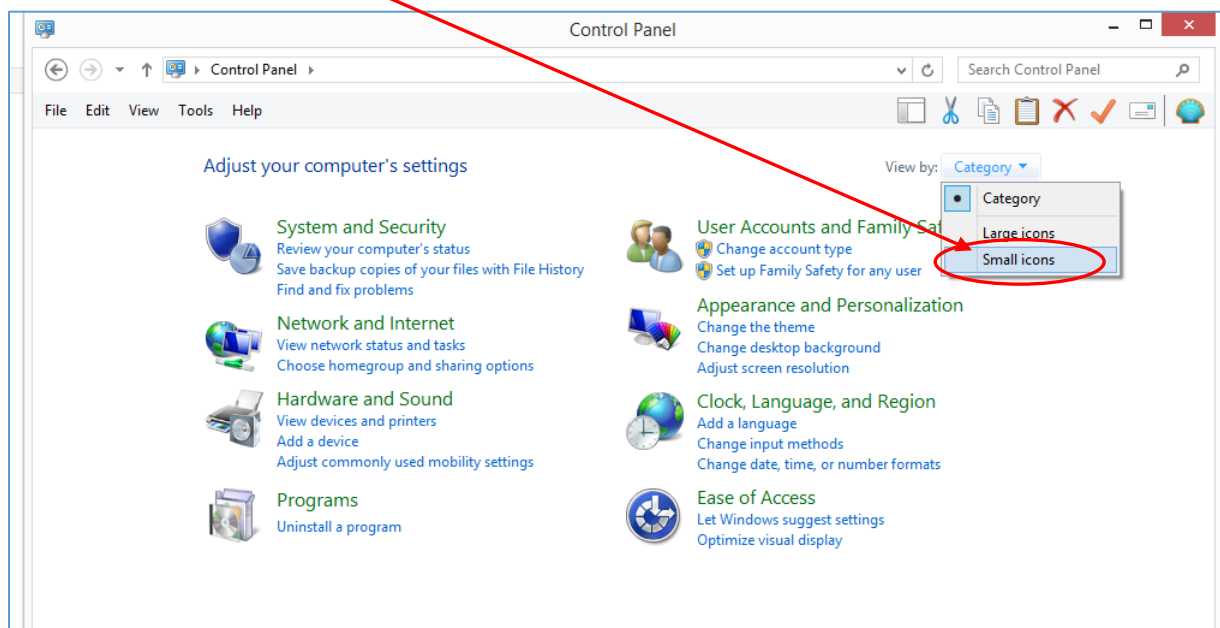 Control Panel
Control Panel
Search Control Panel
File Edit View Tools Help
Adjust your computer's settings
View by: Category
Category
Large icons
Small icons
System and Security
Review your computer's status
Save backup copies of your files with File History
Find and fix problems
Network and Internet
View network status and tasks
Choose homegroup and sharing options
Hardware and Sound
View devices and printers
Add a device
Adjust commonly used mobility settings
Programs
Uninstall a program
User Accounts and Family Saf
Change account type
Set up Family Safety for any user
Appearance and Personalization
Change the theme
Change desktop background
Adjust screen resolution
Clock, Language, and Region
Add a language
Change input methods
Change date, time, or number formats
Ease of Access
Let Windows suggest settings
Optimize visual display